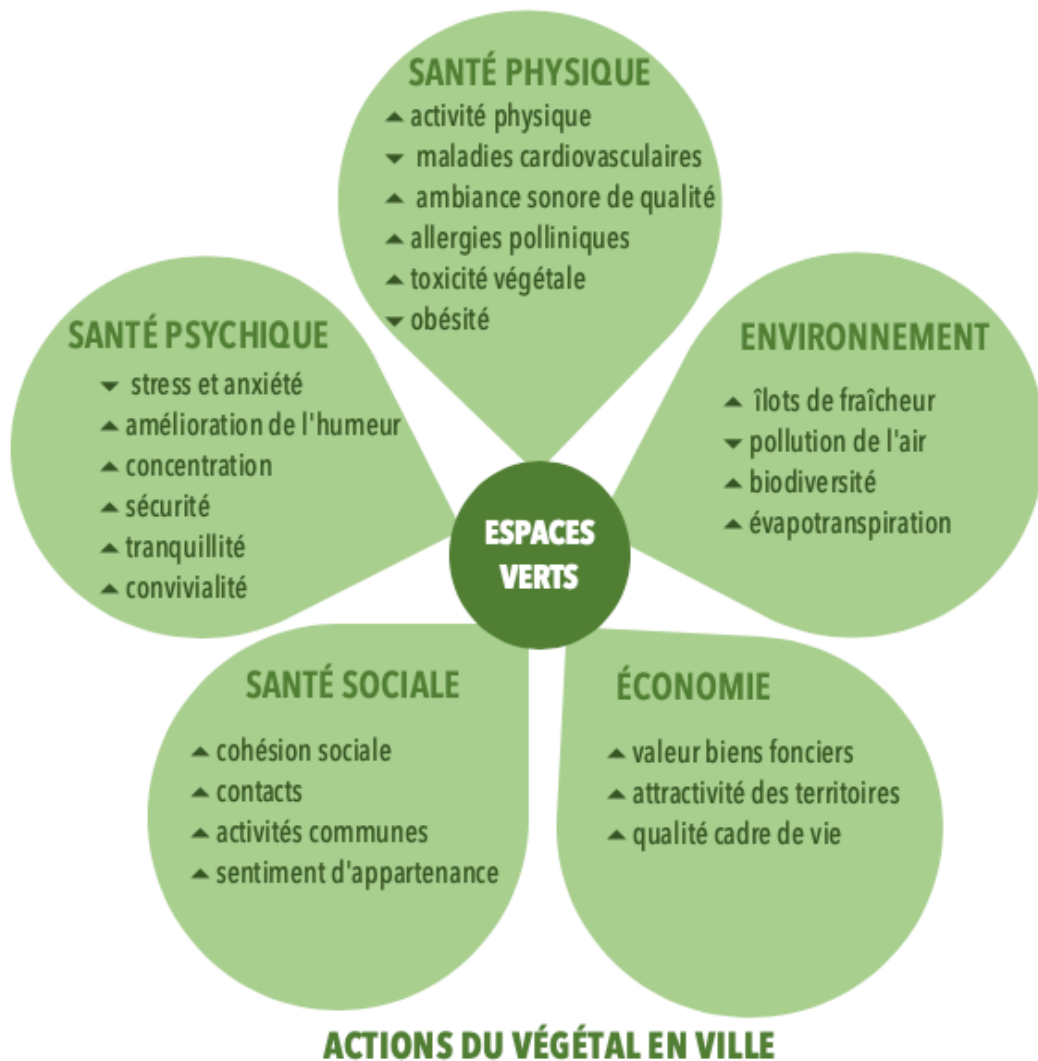 SANTÉ PHYSIQUE
▲ activité physique
▼ maladies cardiovasculaires
▲ ambiance sonore de qualité
▲ allergies polliniques
▲ toxicité végétale
▼ obésité
SANTÉ PSYCHIQUE
▼ stress et anxiété
▲ amélioration de l'humeur
▲ concentration
▲ sécurité
▲ tranquillité
▲ convivialité
ENVIRONNEMENT
▲ îlots de fraîcheur
▼ pollution de l'air
▲ biodiversité
▲ évapotranspiration
ESPACES
VERTS
SANTÉ SOCIALE
▲ cohésion sociale
▲ contacts
▲ activités communes
▲ sentiment d'appartenance
ÉCONOMIE
▲ valeur biens fonciers
▲ attractivité des territoires
▲ qualité cadre de vie
ACTIONS DU VÉGÉTAL EN VILLE